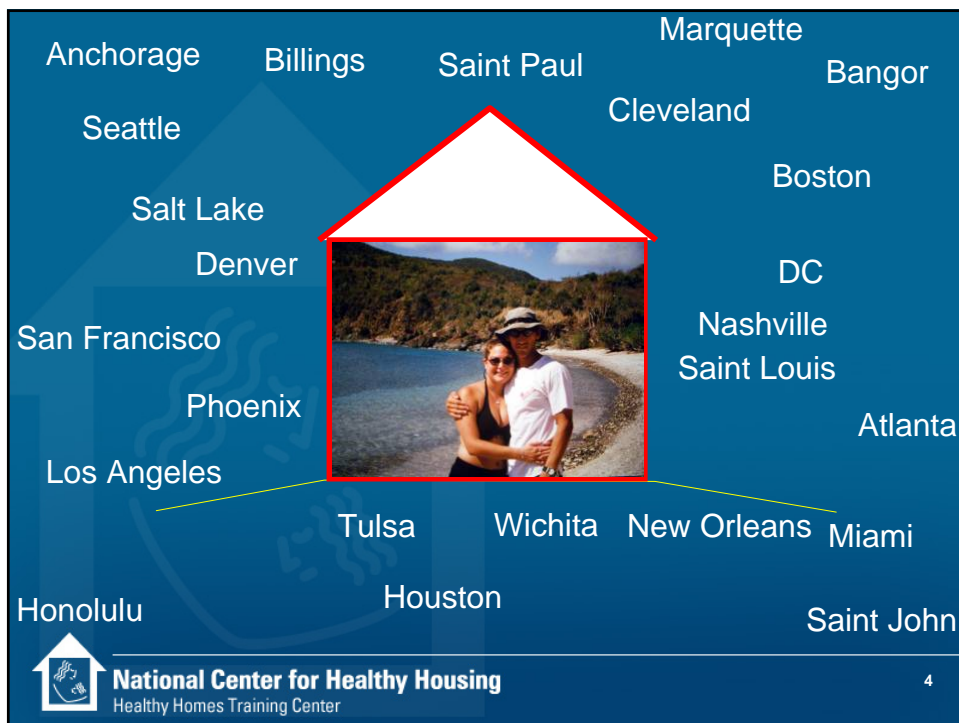 Marquette
Anchorage
Billings
Saint Paul
Bangor
Cleveland
Seattle
Boston
Salt Lake
Denver
DC
Nashville
San Francisco
Saint Louis
Phoenix
Atlanta
Los Angeles
Tulsa
Wichita
New Orleans
Miami
Houston
Honolulu
Saint John
National Center for Healthy Housing
Healthy Homes Training Center
4